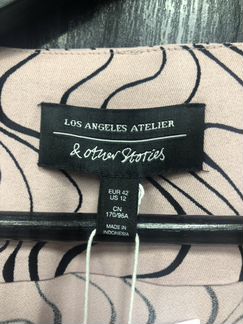 LOS ANGELES ATELIER
& Other Stories
EUR 42
US 12
CN
170/96A
MADE IN
INDONESIA